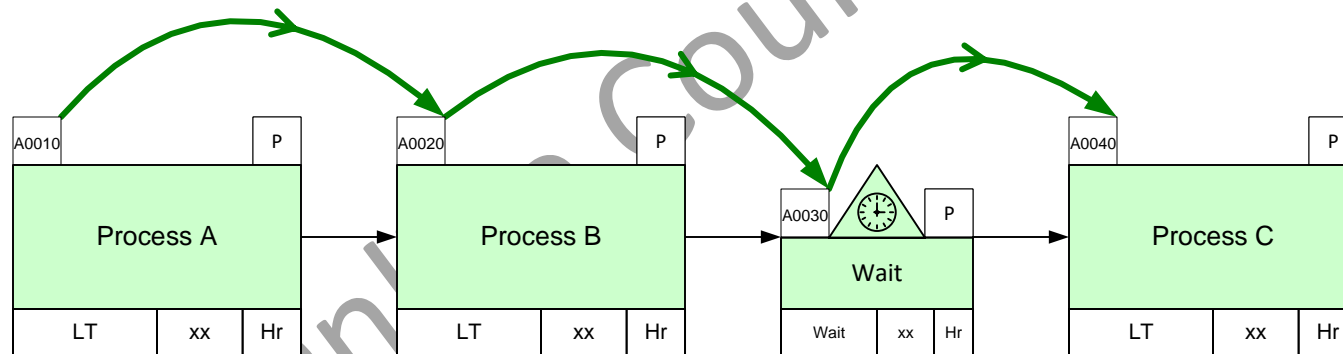 A0010
P
Process A
LT xx Hr
A0020
P
Process B
LT xx Hr
A0030
P
Wait
Wait xx Hr
A0040
P
Process C
LT xx Hr